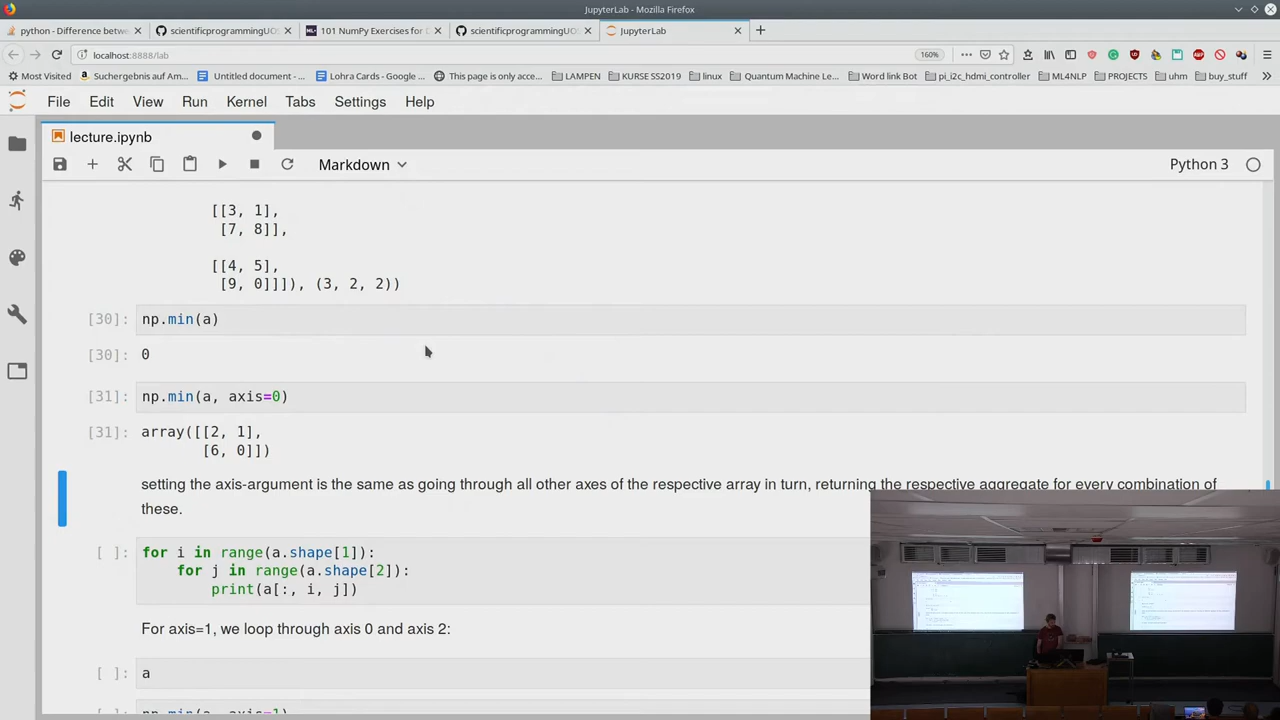 JupyterLab - Mozilla Firefox
python - Difference betwe
scientificprogrammingUOS
101 NumPy Exercises for D
scientificprogrammingUOS
JupyterLab
localhost:8888/lab
160%
Most Visited
Suchergebnis auf Am...
Untitled document - ...
Lohra Cards - Google ...
This page is only acce...
LAMPEN
KURSE SS2019
linux
Quantum Machine Le...
Word link Bot
pi_i2c_hdmi_controller
ML4NLP
PROJECTS
uhm
buy_stuff
File Edit View Run Kernel Tabs Settings Help
lecture.ipynb
Markdown
Python 3
[[3, 1],
[7, 8]],
[[4, 5],
[9, 0]]]), (3, 2, 2))
[30]: np.min(a)
[30]: 0
[31]: np.min(a, axis=0)
[31]: array([[2, 1],
[6, 0]])
setting the axis-argument is the same as going through all other axes of the respective array in turn, returning the respective aggregate for every combination of
these.
[ ]: for i in range(a.shape[1]):
for j in range(a.shape[2]):
print(a[:, i, j])
For axis=1, we loop through axis 0 and axis 2:
[ ]: a
[ ]: np.min(a, axis=1)